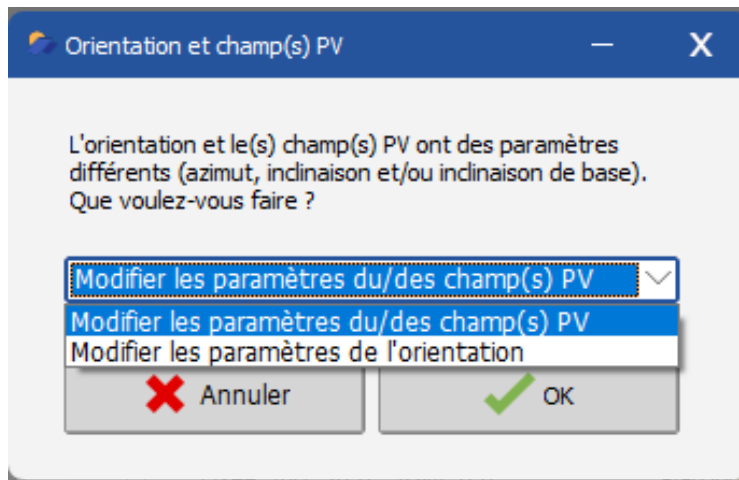 Orientation et champ(s) PV
L'orientation et le(s) champ(s) PV ont des paramètres
différents (azimut, inclinaison et/ou inclinaison de base).
Que voulez-vous faire ?
Modifier les paramètres du/des champ(s) PV
Modifier les paramètres du/des champ(s) PV
Modifier les paramètres de l'orientation
Annuler
OK